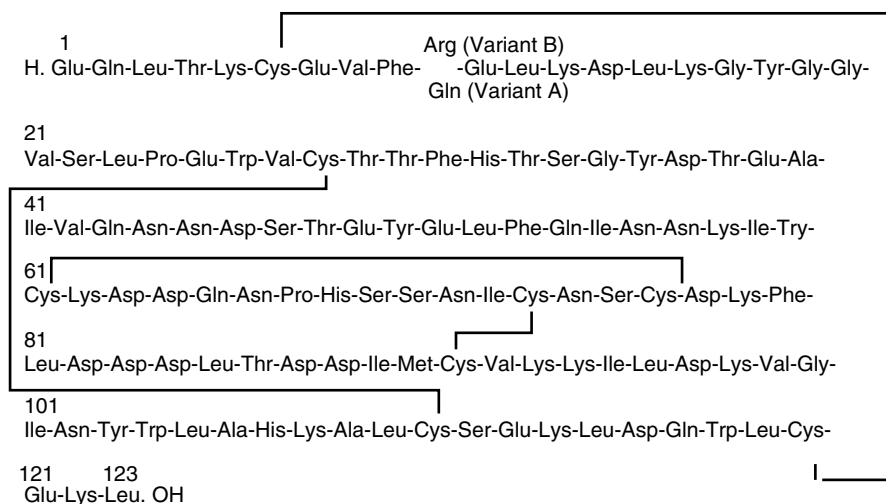 1
Arg (Variant B)
H. Glu-Gln-Leu-Thr-Lys-Cys-Glu-Val-Phe- -Glu-Leu-Lys-Asp-Leu-Lys-Gly-Tyr-Gly-Gly-
Gln (Variant A)
21
Val-Ser-Leu-Pro-Glu-Trp-Val-Cys-Thr-Thr-Phe-His-Thr-Ser-Gly-Tyr-Asp-Thr-Glu-Ala-
41
Ile-Val-Gln-Asn-Asn-Asp-Ser-Thr-Glu-Tyr-Glu-Leu-Phe-Gln-Ile-Asn-Asn-Lys-Ile-Try-
61
Cys-Lys-Asp-Asp-Gln-Asn-Pro-His-Ser-Ser-Asn-Ile-Cys-Asn-Ser-Cys-Asp-Lys-Phe-
81
Leu-Asp-Asp-Asp-Leu-Thr-Asp-Asp-Ile-Met-Cys-Val-Lys-Lys-Ile-Leu-Asp-Lys-Val-Gly-
101
Ile-Asn-Tyr-Trp-Leu-Ala-His-Lys-Ala-Leu-Cys-Ser-Glu-Lys-Leu-Asp-Gln-Trp-Leu-Cys-
121 123
Glu-Lys-Leu. OH